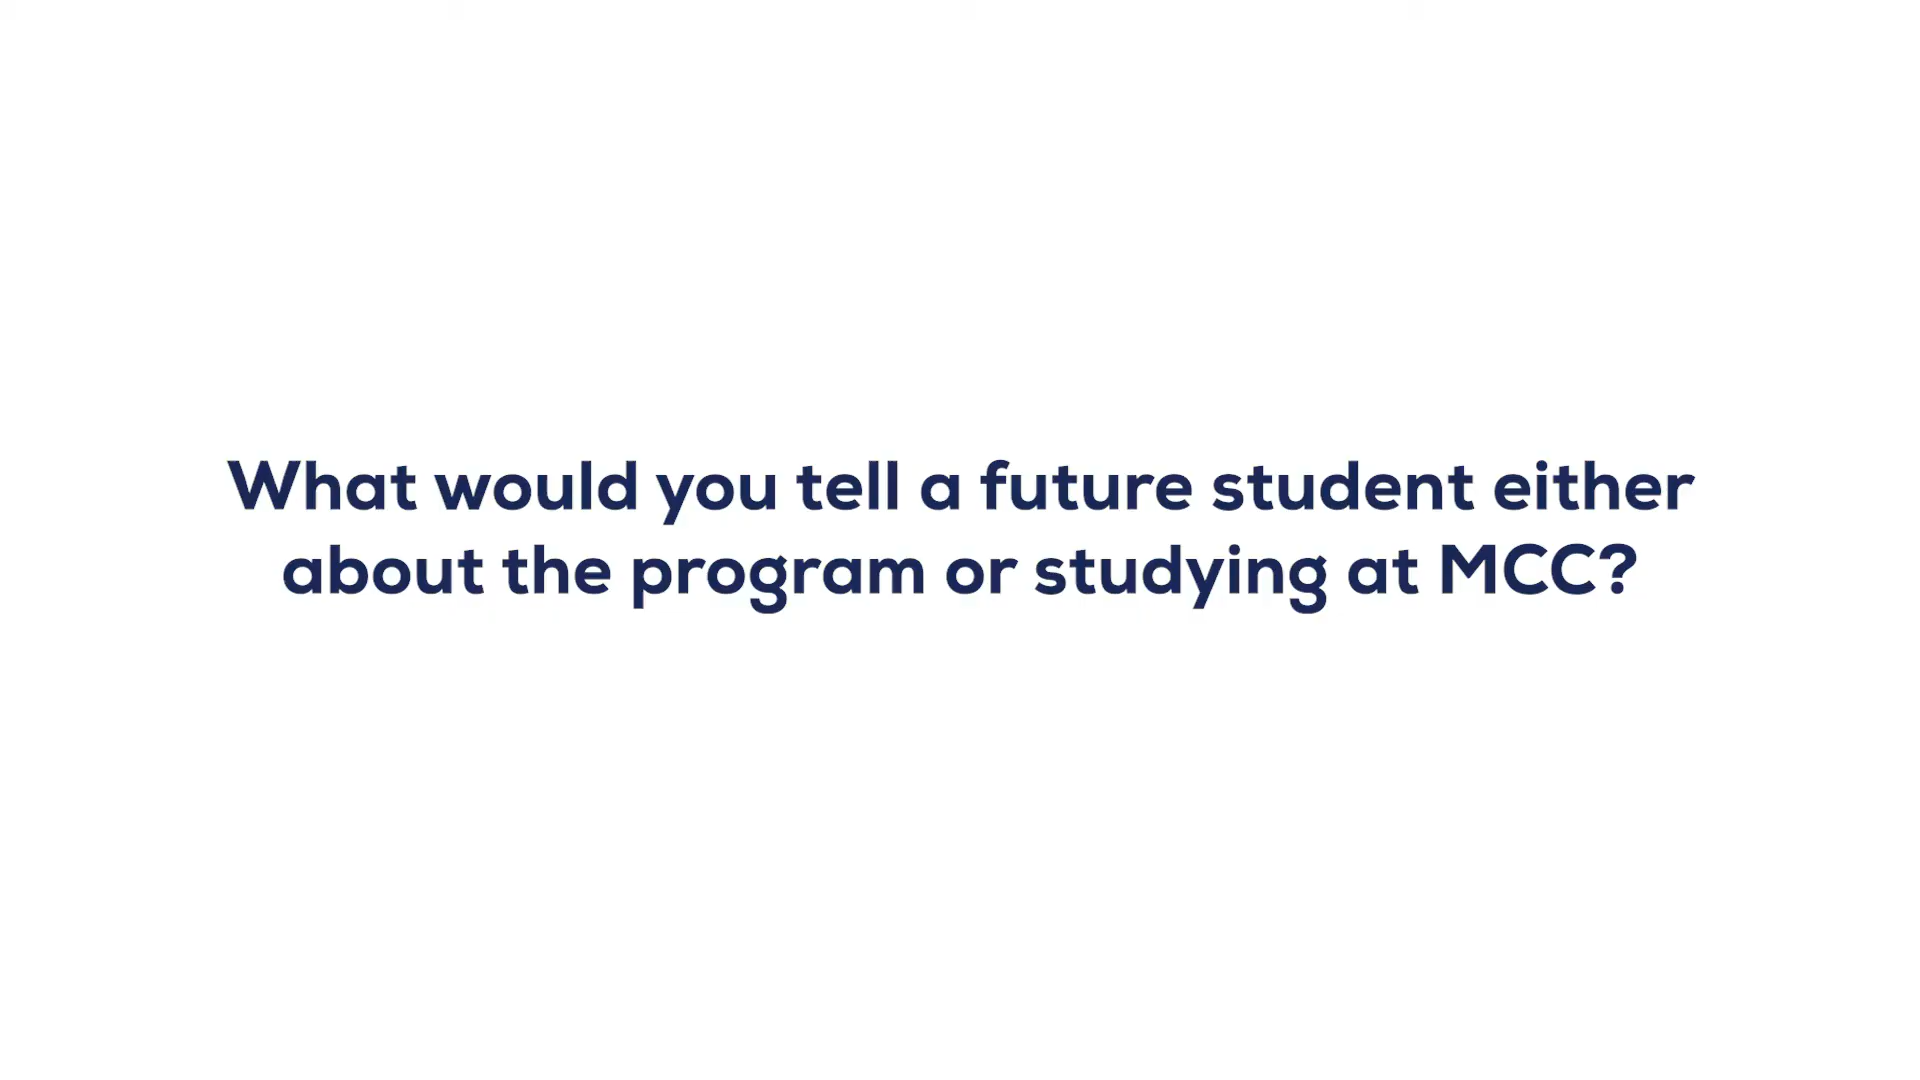 What would you tell a future student either
about the program or studying at MCC?